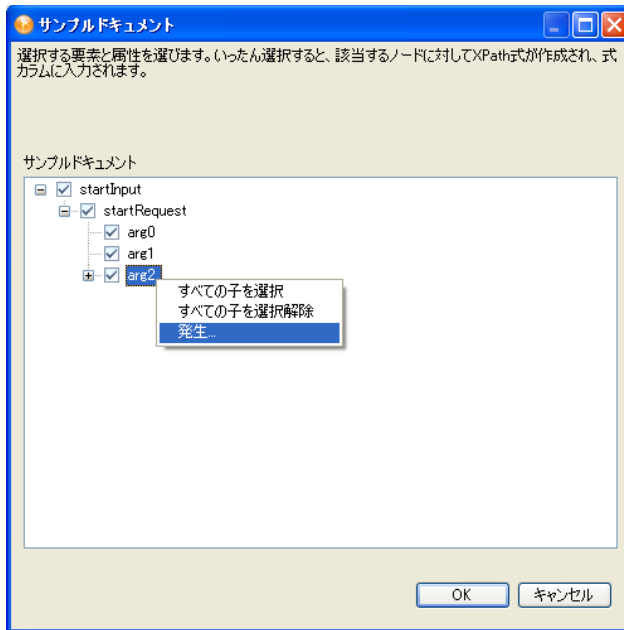 サンプルドキュメント
選択する要素と属性を選びます。いったん選択すると、該当するノードに対してXPath式が作成され、式
カラムに入力されます。
サンプルドキュメント
startInput
startRequest
arg0
arg1
arg2
すべての子を選択
すべての子を選択解除
発生...
OK
キャンセル